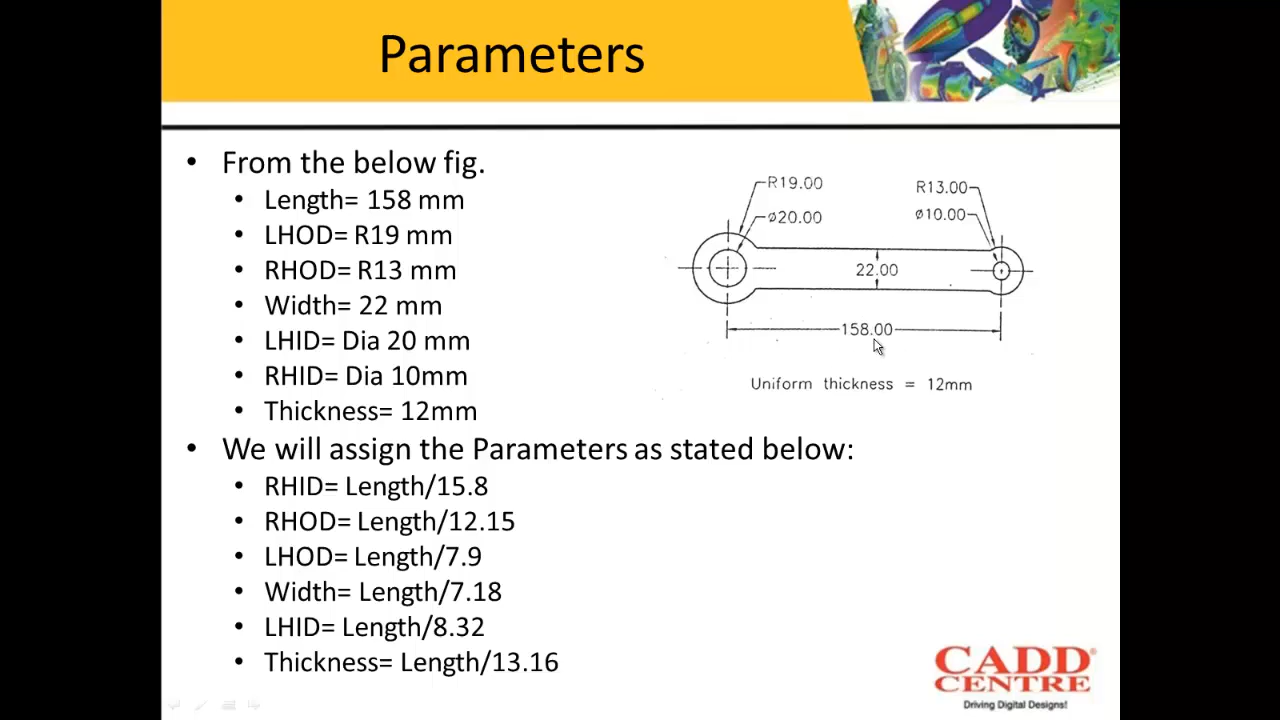 Parameters
• From the below fig.
• Length= 158 mm
• LHOD= R19 mm
• RHOD= R13 mm
• Width= 22 mm
• LHID= Dia 20 mm
• RHID= Dia 10mm
• Thickness= 12mm
R19.00
R13.00
ø20.00
ø10.00
22.00
158.00
Uniform thickness = 12mm
• We will assign the Parameters as stated below:
• RHID= Length/15.8
• RHOD= Length/12.15
• LHOD= Length/7.9
• Width= Length/7.18
• LHID= Length/8.32
• Thickness= Length/13.16
CADD
CENTRE
Driving Digital Designs!